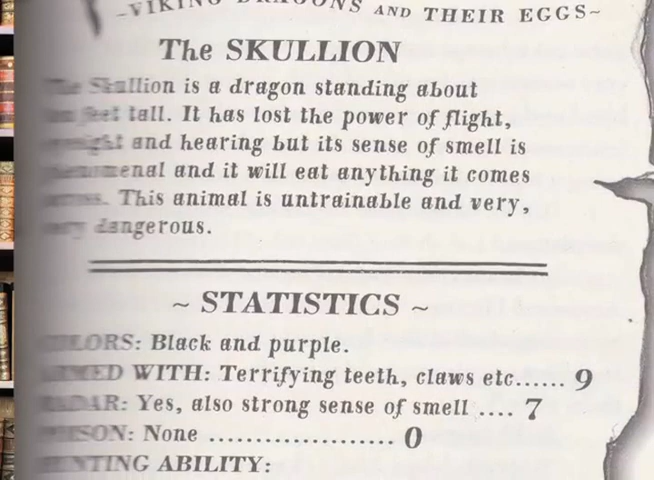 ~VIKING DRAGONS AND THEIR EGGS~
The SKULLION
The Skullion is a dragon standing about
feet tall. It has lost the power of flight,
eyesight and hearing but its sense of smell is
phenomenal and it will eat anything it comes
across. This animal is untrainable and very,
very dangerous.
~ STATISTICS ~
COLORS: Black and purple.
ARMED WITH: Terrifying teeth, claws etc...... 9
RADAR: Yes, also strong sense of smell .... 7
POISON: None ..................... 0
HUNTING ABILITY: